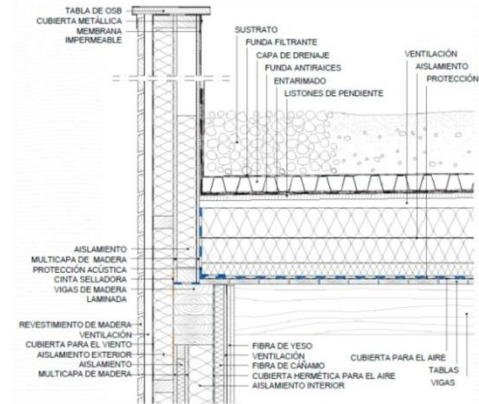 TABLA DE OSB
CUBIERTA METÁLLICA
MEMBRANA
IMPERMEABLE
SUSTRATO
FUNDA FILTRANTE
CAPA DE DRENAJE
FUNDA ANTIRAICES
ENTARIMADO
LISTONES DE PENDIENTE
VENTILACIÓN
AISLAMIENTO
PROTECCIÓN
AISLAMIENTO
MULTICAPA DE MADERA
PROTECCIÓN ACÚSTICA
CINTA SELLADORA
VIGAS DE MADERA
LAMINADA
REVESTIMIENTO DE MADERA
VENTILACIÓN
CUBIERTA PARA EL VIENTO
AISLAMIENTO EXTERIOR
AISLAMIENTO
MULTICAPA DE MADERA
FIBRA DE YESO
VENTILACIÓN
FIBRA DE CÁÑAMO
CUBIERTA HERMÉTICA PARA EL AIRE
AISLAMIENTO INTERIOR
CUBIERTA PARA EL AIRE
TABLAS
VIGAS